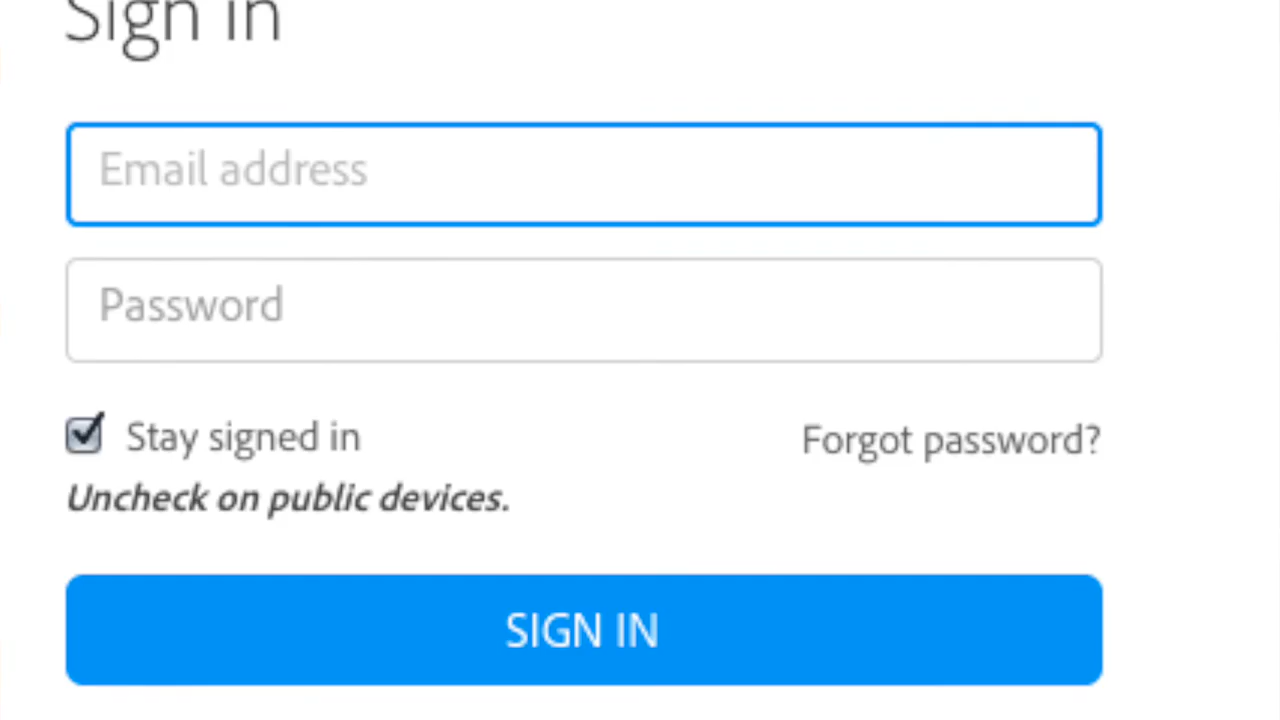 Sign in
Email address
Password
Stay signed in
Forgot password?
Uncheck on public devices.
SIGN IN